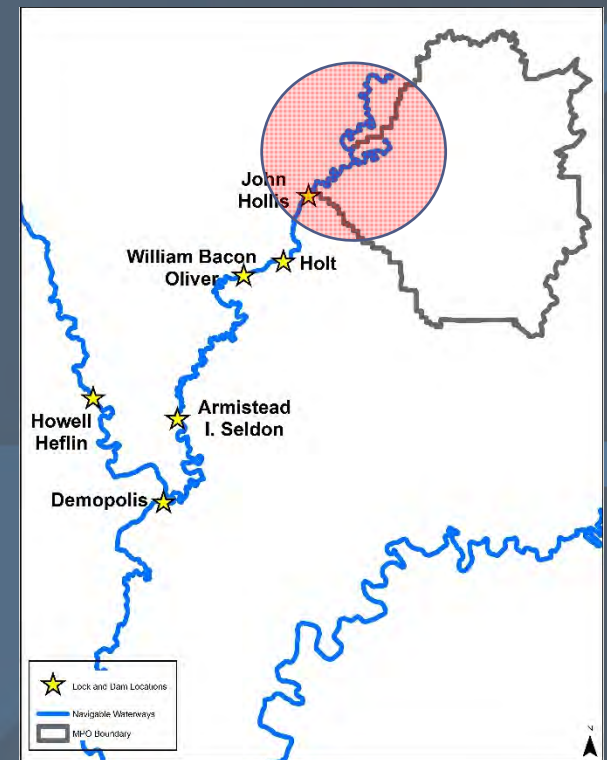 John
Hollis
William Bacon
Oliver
Holt
Howell
Heflin
Armistead
I. Seldon
Demopolis
Lock and Dam Locations
Navigable Waterways
MPO Boundary
N